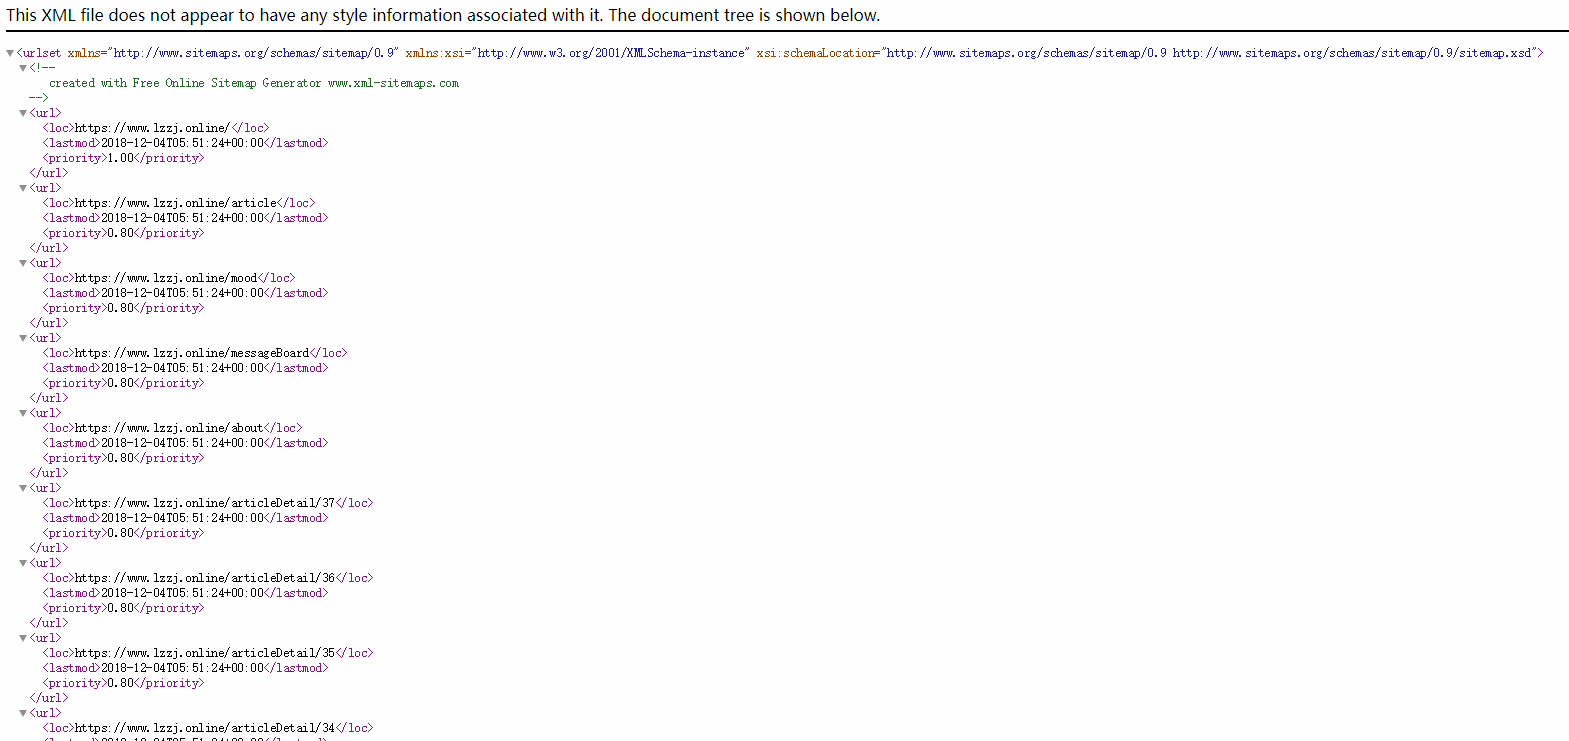 This XML file does not appear to have any style information associated with it. The document tree is shown below.
▼<urlset xmlns="http://www.sitemaps.org/schemas/sitemap/0.9" xmlns:xsi="http://www.w3.org/2001/XMLSchema-instance" xsi:schemaLocation="http://www.sitemaps.org/schemas/sitemap/0.9 http://www.sitemaps.org/schemas/sitemap/0.9/sitemap.xsd">
▼<!--
created with Free Online Sitemap Generator www.xml-sitemaps.com
-->
▼<url>
<loc>https://www.lzzj.online/</loc>
<lastmod>2018-12-04T05:51:24+00:00</lastmod>
<priority>1.00</priority>
</url>
▼<url>
<loc>https://www.lzzj.online/article</loc>
<lastmod>2018-12-04T05:51:24+00:00</lastmod>
<priority>0.80</priority>
</url>
▼<url>
<loc>https://www.lzzj.online/mood</loc>
<lastmod>2018-12-04T05:51:24+00:00</lastmod>
<priority>0.80</priority>
</url>
▼<url>
<loc>https://www.lzzj.online/messageBoard</loc>
<lastmod>2018-12-04T05:51:24+00:00</lastmod>
<priority>0.80</priority>
</url>
▼<url>
<loc>https://www.lzzj.online/about</loc>
<lastmod>2018-12-04T05:51:24+00:00</lastmod>
<priority>0.80</priority>
</url>
▼<url>
<loc>https://www.lzzj.online/articleDetail/37</loc>
<lastmod>2018-12-04T05:51:24+00:00</lastmod>
<priority>0.80</priority>
</url>
▼<url>
<loc>https://www.lzzj.online/articleDetail/36</loc>
<lastmod>2018-12-04T05:51:24+00:00</lastmod>
<priority>0.80</priority>
</url>
▼<url>
<loc>https://www.lzzj.online/articleDetail/35</loc>
<lastmod>2018-12-04T05:51:24+00:00</lastmod>
<priority>0.80</priority>
</url>
▼<url>
<loc>https://www.lzzj.online/articleDetail/34</loc>